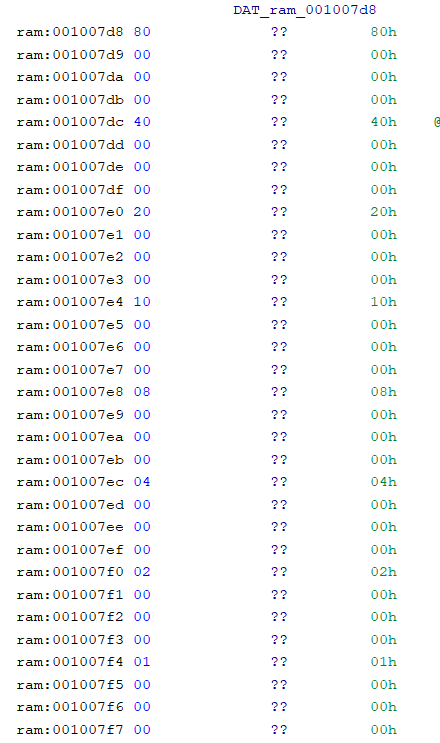 DAT_ram_001007d8
ram:001007d8 80 ?? 80h
ram:001007d9 00 ?? 00h
ram:001007da 00 ?? 00h
ram:001007db 00 ?? 00h
ram:001007dc 40 ?? 40h @
ram:001007dd 00 ?? 00h
ram:001007de 00 ?? 00h
ram:001007df 00 ?? 00h
ram:001007e0 20 ?? 20h
ram:001007e1 00 ?? 00h
ram:001007e2 00 ?? 00h
ram:001007e3 00 ?? 00h
ram:001007e4 10 ?? 10h
ram:001007e5 00 ?? 00h
ram:001007e6 00 ?? 00h
ram:001007e7 00 ?? 00h
ram:001007e8 08 ?? 08h
ram:001007e9 00 ?? 00h
ram:001007ea 00 ?? 00h
ram:001007eb 00 ?? 00h
ram:001007ec 04 ?? 04h
ram:001007ed 00 ?? 00h
ram:001007ee 00 ?? 00h
ram:001007ef 00 ?? 00h
ram:001007f0 02 ?? 02h
ram:001007f1 00 ?? 00h
ram:001007f2 00 ?? 00h
ram:001007f3 00 ?? 00h
ram:001007f4 01 ?? 01h
ram:001007f5 00 ?? 00h
ram:001007f6 00 ?? 00h
ram:001007f7 00 ?? 00h